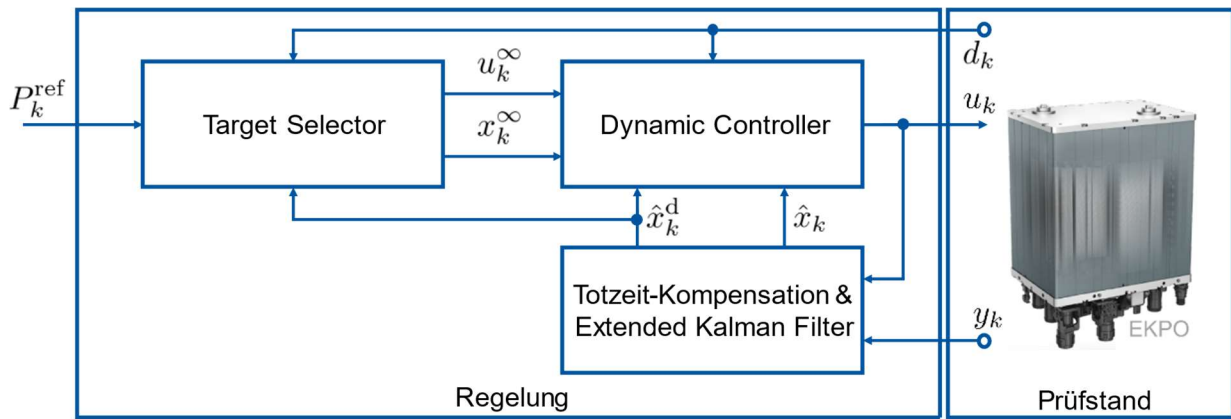 P_k^ref
Target Selector
u_k^∞
x_k^∞
Dynamic Controller
d_k
u_k
x̂_k^d
x̂_k
Totzeit-Kompensation &
Extended Kalman Filter
y_k
EKPO
Regelung
Prüfstand